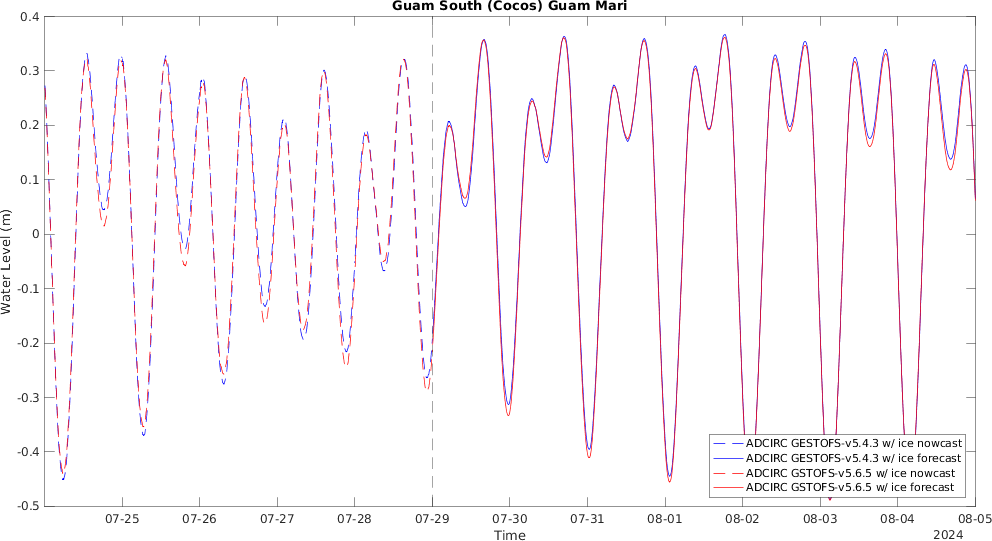 Guam South (Cocos) Guam Mari
0.4
0.3
0.2
0.1
0
-0.1
-0.2
-0.3
-0.4
-0.5
Water Level (m)
ADCIRC GESTOFS-v5.4.3 w/ ice nowcast
ADCIRC GESTOFS-v5.4.3 w/ ice forecast
ADCIRC GSTOFS-v5.6.5 w/ ice nowcast
ADCIRC GSTOFS-v5.6.5 w/ ice forecast
07-25 07-26 07-27 07-28 07-29 07-30 07-31 08-01 08-02 08-03 08-04 08-05
Time
2024